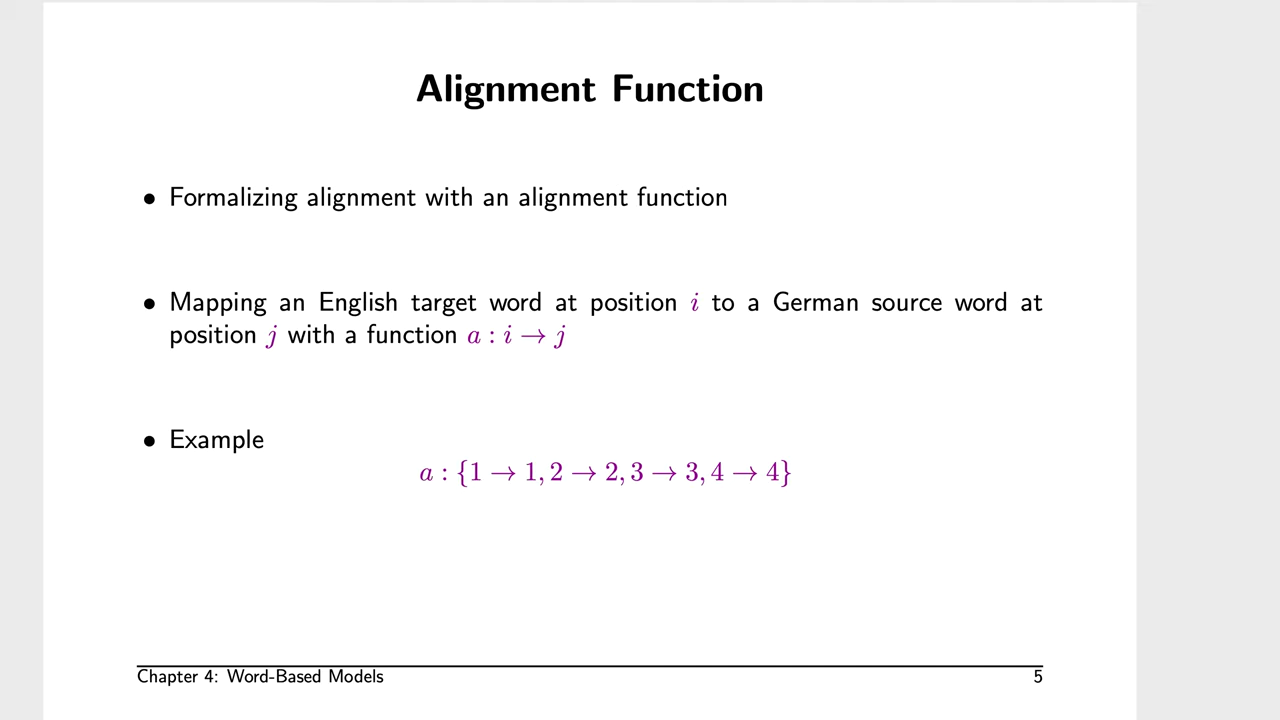 Alignment Function
• Formalizing alignment with an alignment function
• Mapping an English target word at position i to a German source word at
position j with a function a : i → j
• Example
a : {1 → 1, 2 → 2, 3 → 3, 4 → 4}
Chapter 4: Word-Based Models 5